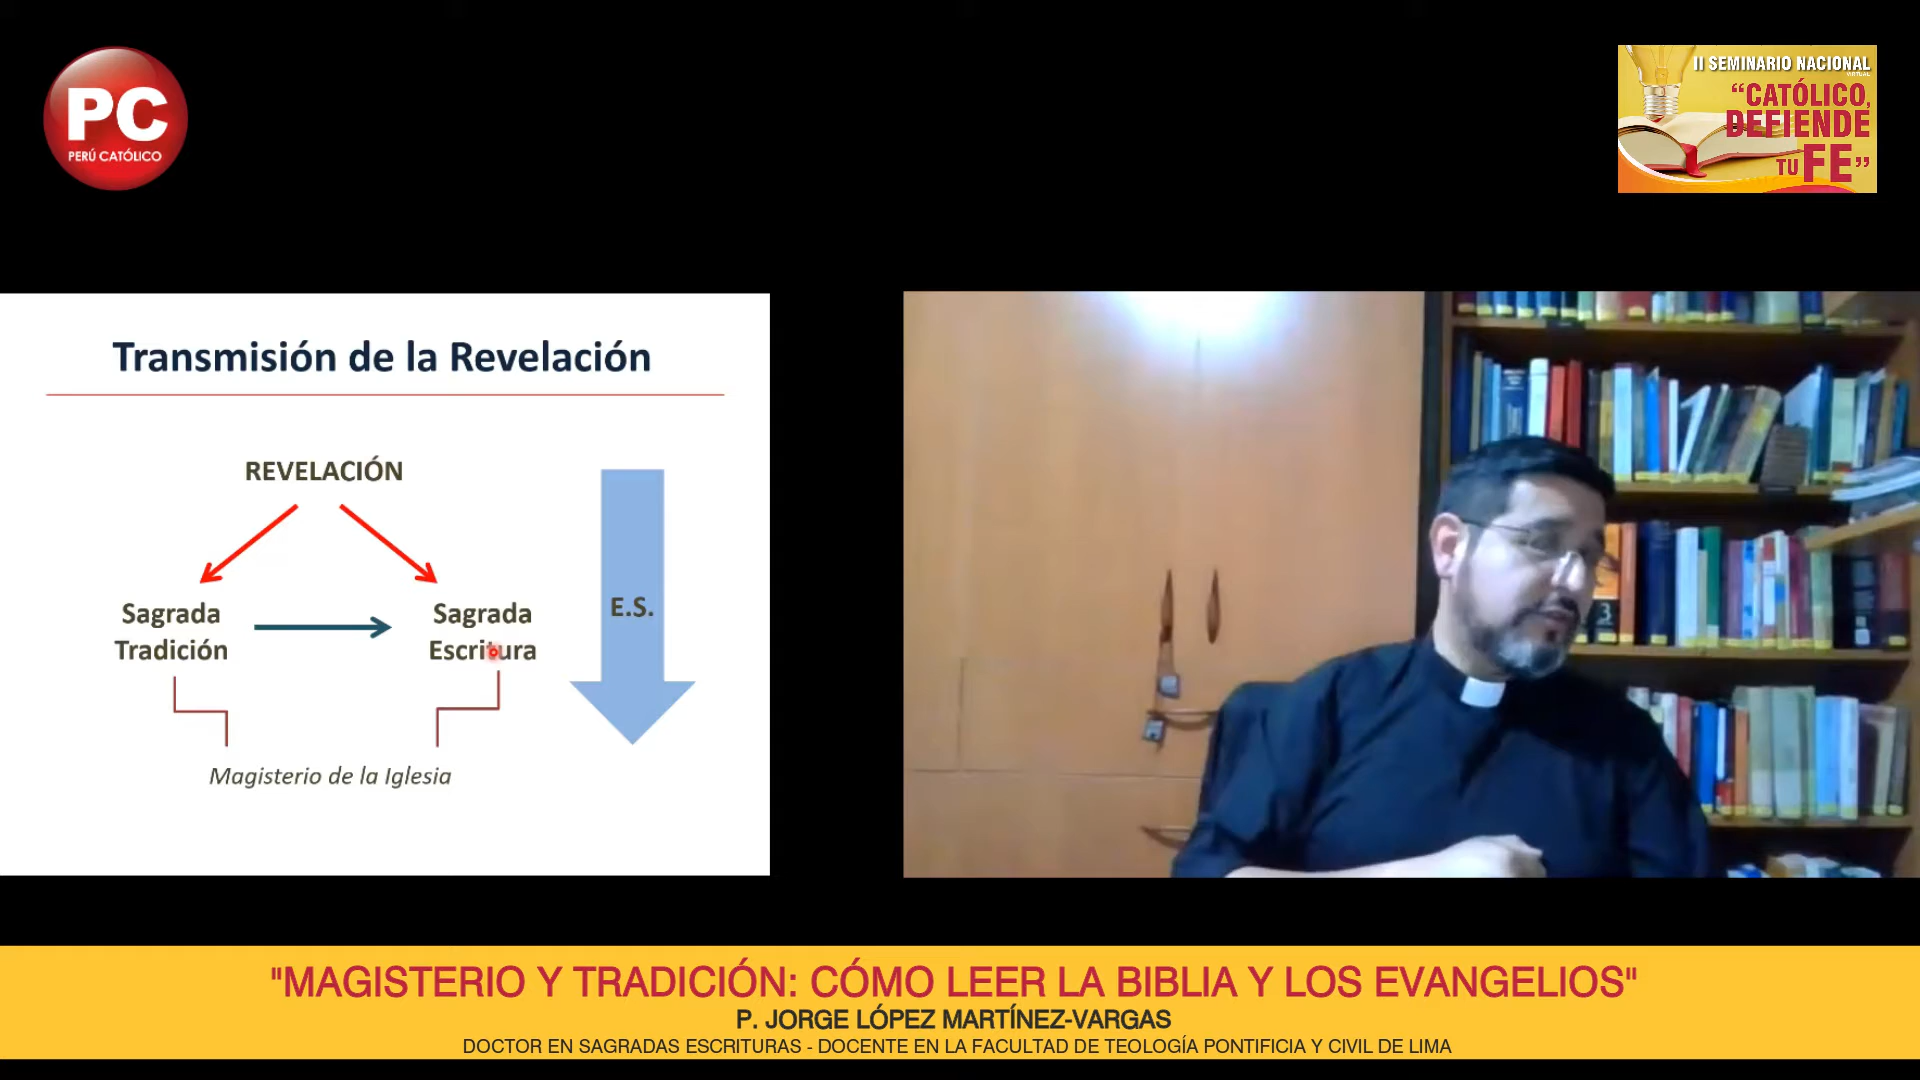 PC
PERÚ CATÓLICO
II SEMINARIO NACIONAL
VIRTUAL
“CATÓLICO,
DEFIENDE
TU FE”
Transmisión de la Revelación
REVELACIÓN
Sagrada
Tradición
Sagrada
Escritura
E.S.
Magisterio de la Iglesia
3
"MAGISTERIO Y TRADICIÓN: CÓMO LEER LA BIBLIA Y LOS EVANGELIOS"
P. JORGE LÓPEZ MARTÍNEZ-VARGAS
DOCTOR EN SAGRADAS ESCRITURAS - DOCENTE EN LA FACULTAD DE TEOLOGÍA PONTIFICIA Y CIVIL DE LIMA